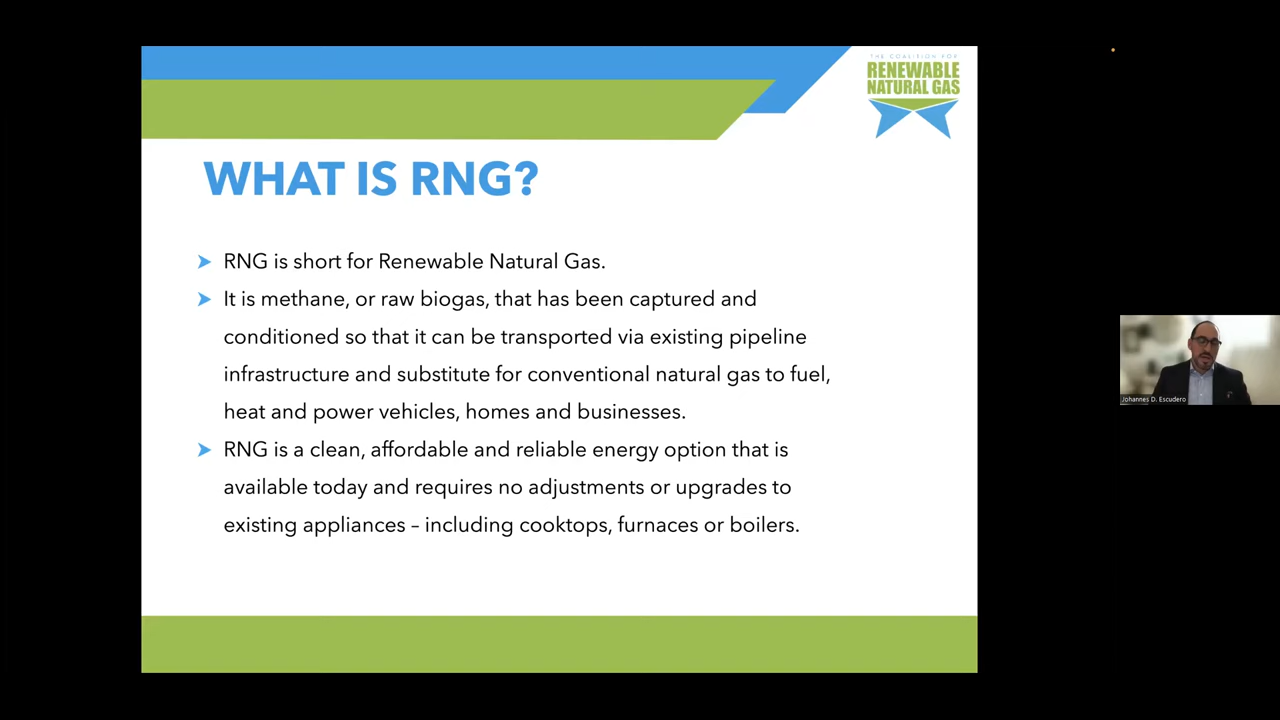 THE COALITION FOR
RENEWABLE
NATURAL GAS
WHAT IS RNG?
RNG is short for Renewable Natural Gas.
It is methane, or raw biogas, that has been captured and
conditioned so that it can be transported via existing pipeline
infrastructure and substitute for conventional natural gas to fuel,
heat and power vehicles, homes and businesses.
RNG is a clean, affordable and reliable energy option that is
available today and requires no adjustments or upgrades to
existing appliances – including cooktops, furnaces or boilers.
Johannes D. Escudero